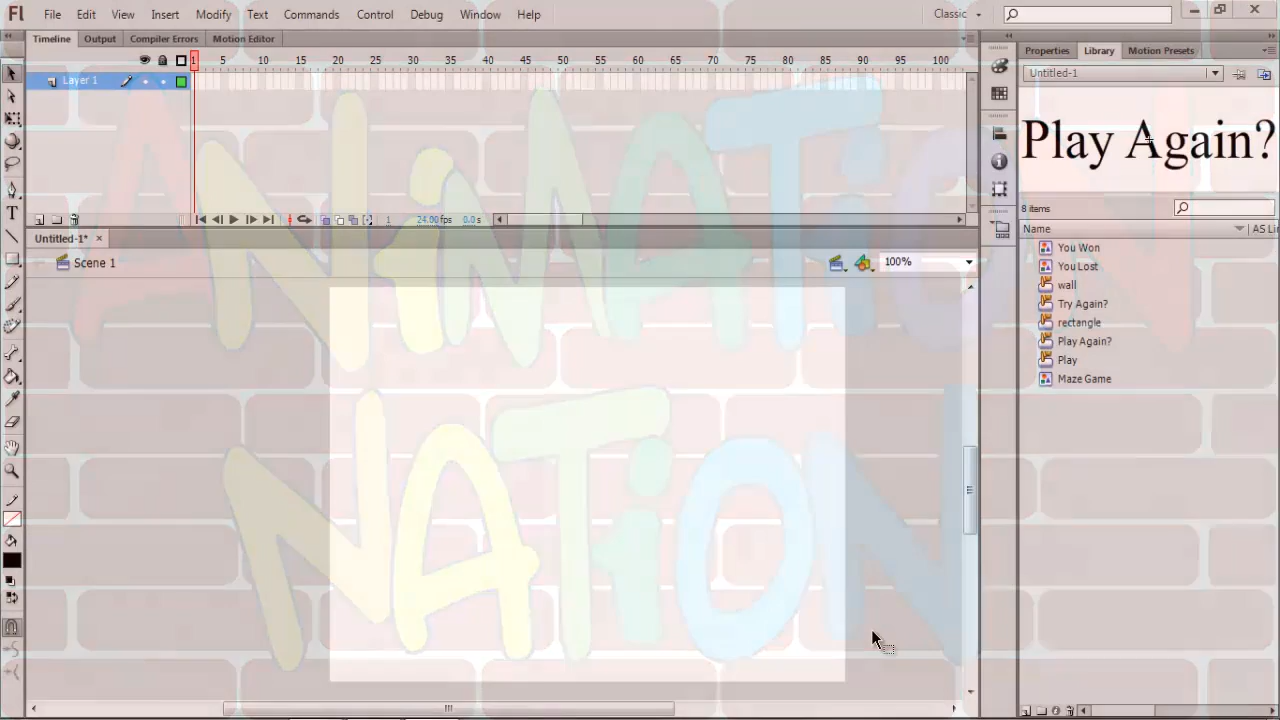 Fl File Edit View Insert Modify Text Commands Control Debug Window Help Classic
Timeline Output Compiler Errors Motion Editor
1 5 10 15 20 25 30 35 40 45 50 55 60 65 70 75 80 85 90 95 100
Layer 1
1 24.00 fps 0.0 s
Untitled-1* ×
Scene 1
100%
Properties Library Motion Presets
Untitled-1
Play Again?
8 items
Name AS Li
You Won
You Lost
wall
Try Again?
rectangle
Play Again?
Play
Maze Game
ANiMATiON
NATiON